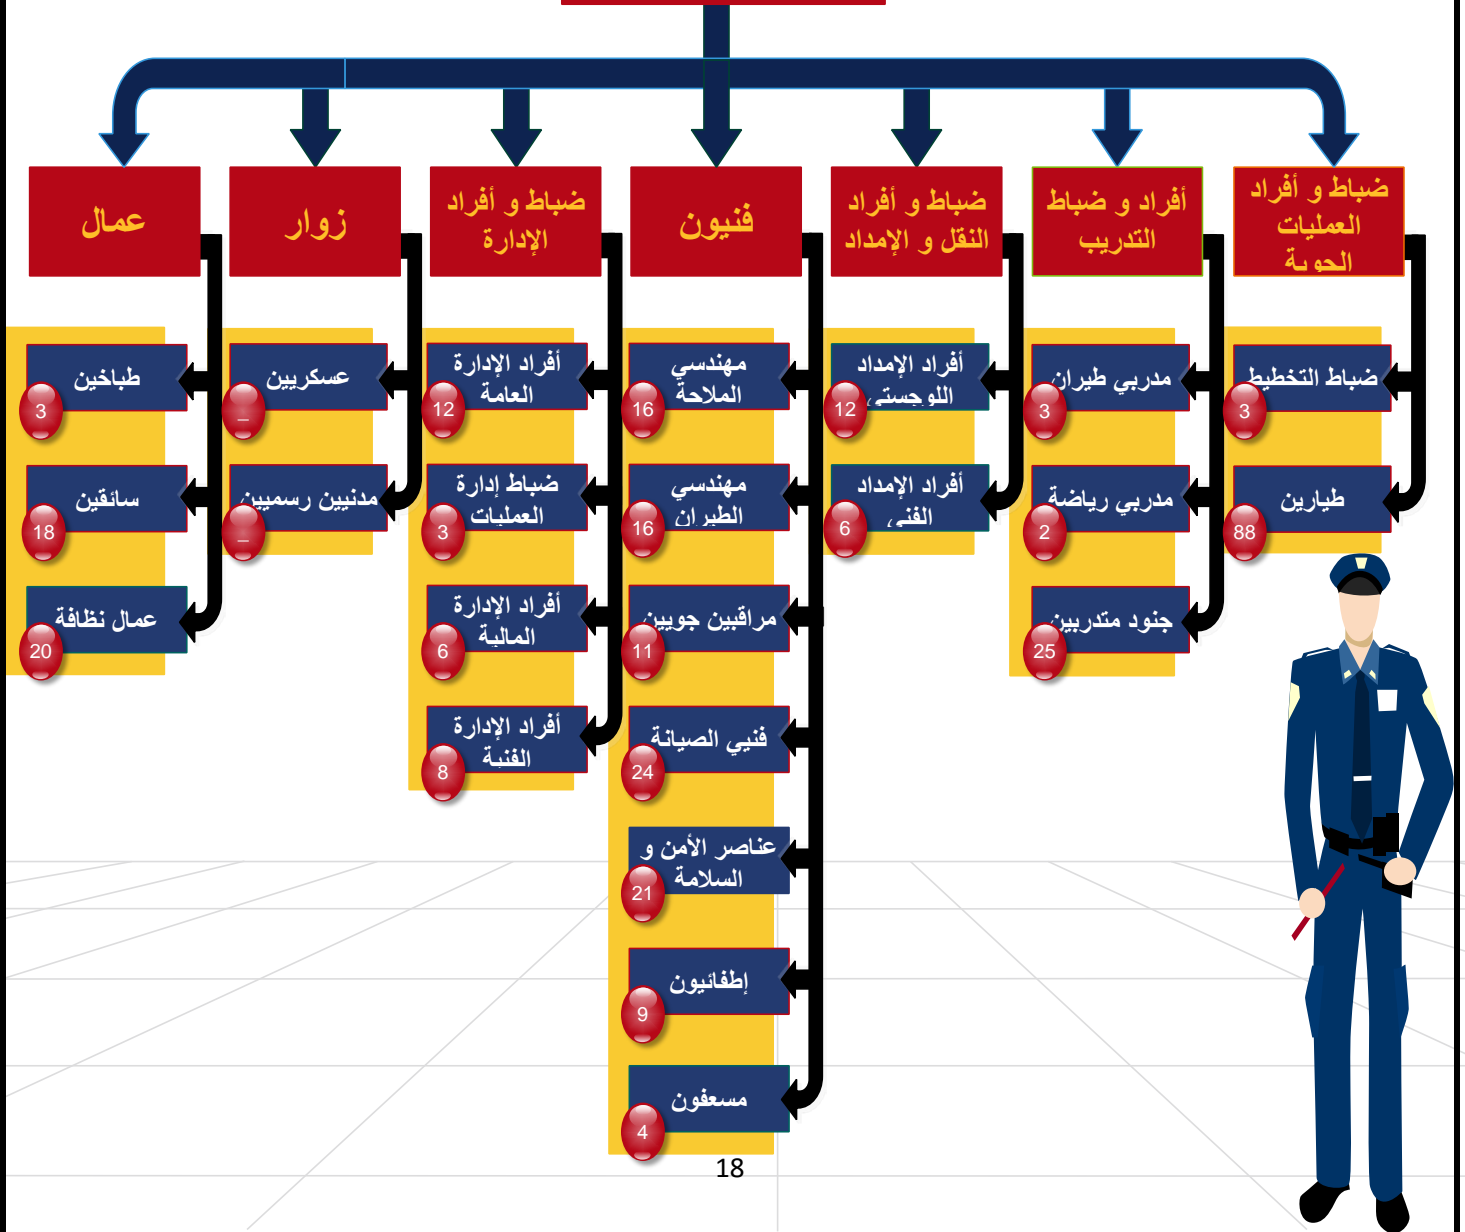 ضباط و أفراد
العمليات
الجوية
أفراد و ضباط
التدريب
ضباط و أفراد
النقل و الإمداد
فنيون
ضباط و أفراد
الإدارة
زوار
عمال
ضباط التخطيط
3
طيارين
88
مدربي طيران
3
مدربي رياضة
2
جنود متدربين
25
أفراد الإمداد
اللوجستي
12
أفراد الإمداد
الفني
6
مهندسي
الملاحة
16
مهندسي
الطيران
16
مراقبين جويين
11
فنيي الصيانة
24
عناصر الأمن و
السلامة
21
إطفائيون
9
مسعفون
4
أفراد الإدارة
العامة
12
ضباط إدارة
العمليات
3
أفراد الإدارة
المالية
6
أفراد الإدارة
الفنية
8
عسكريين
_
مدنيين رسميين
_
طباخين
3
سائقين
18
عمال نظافة
20
18